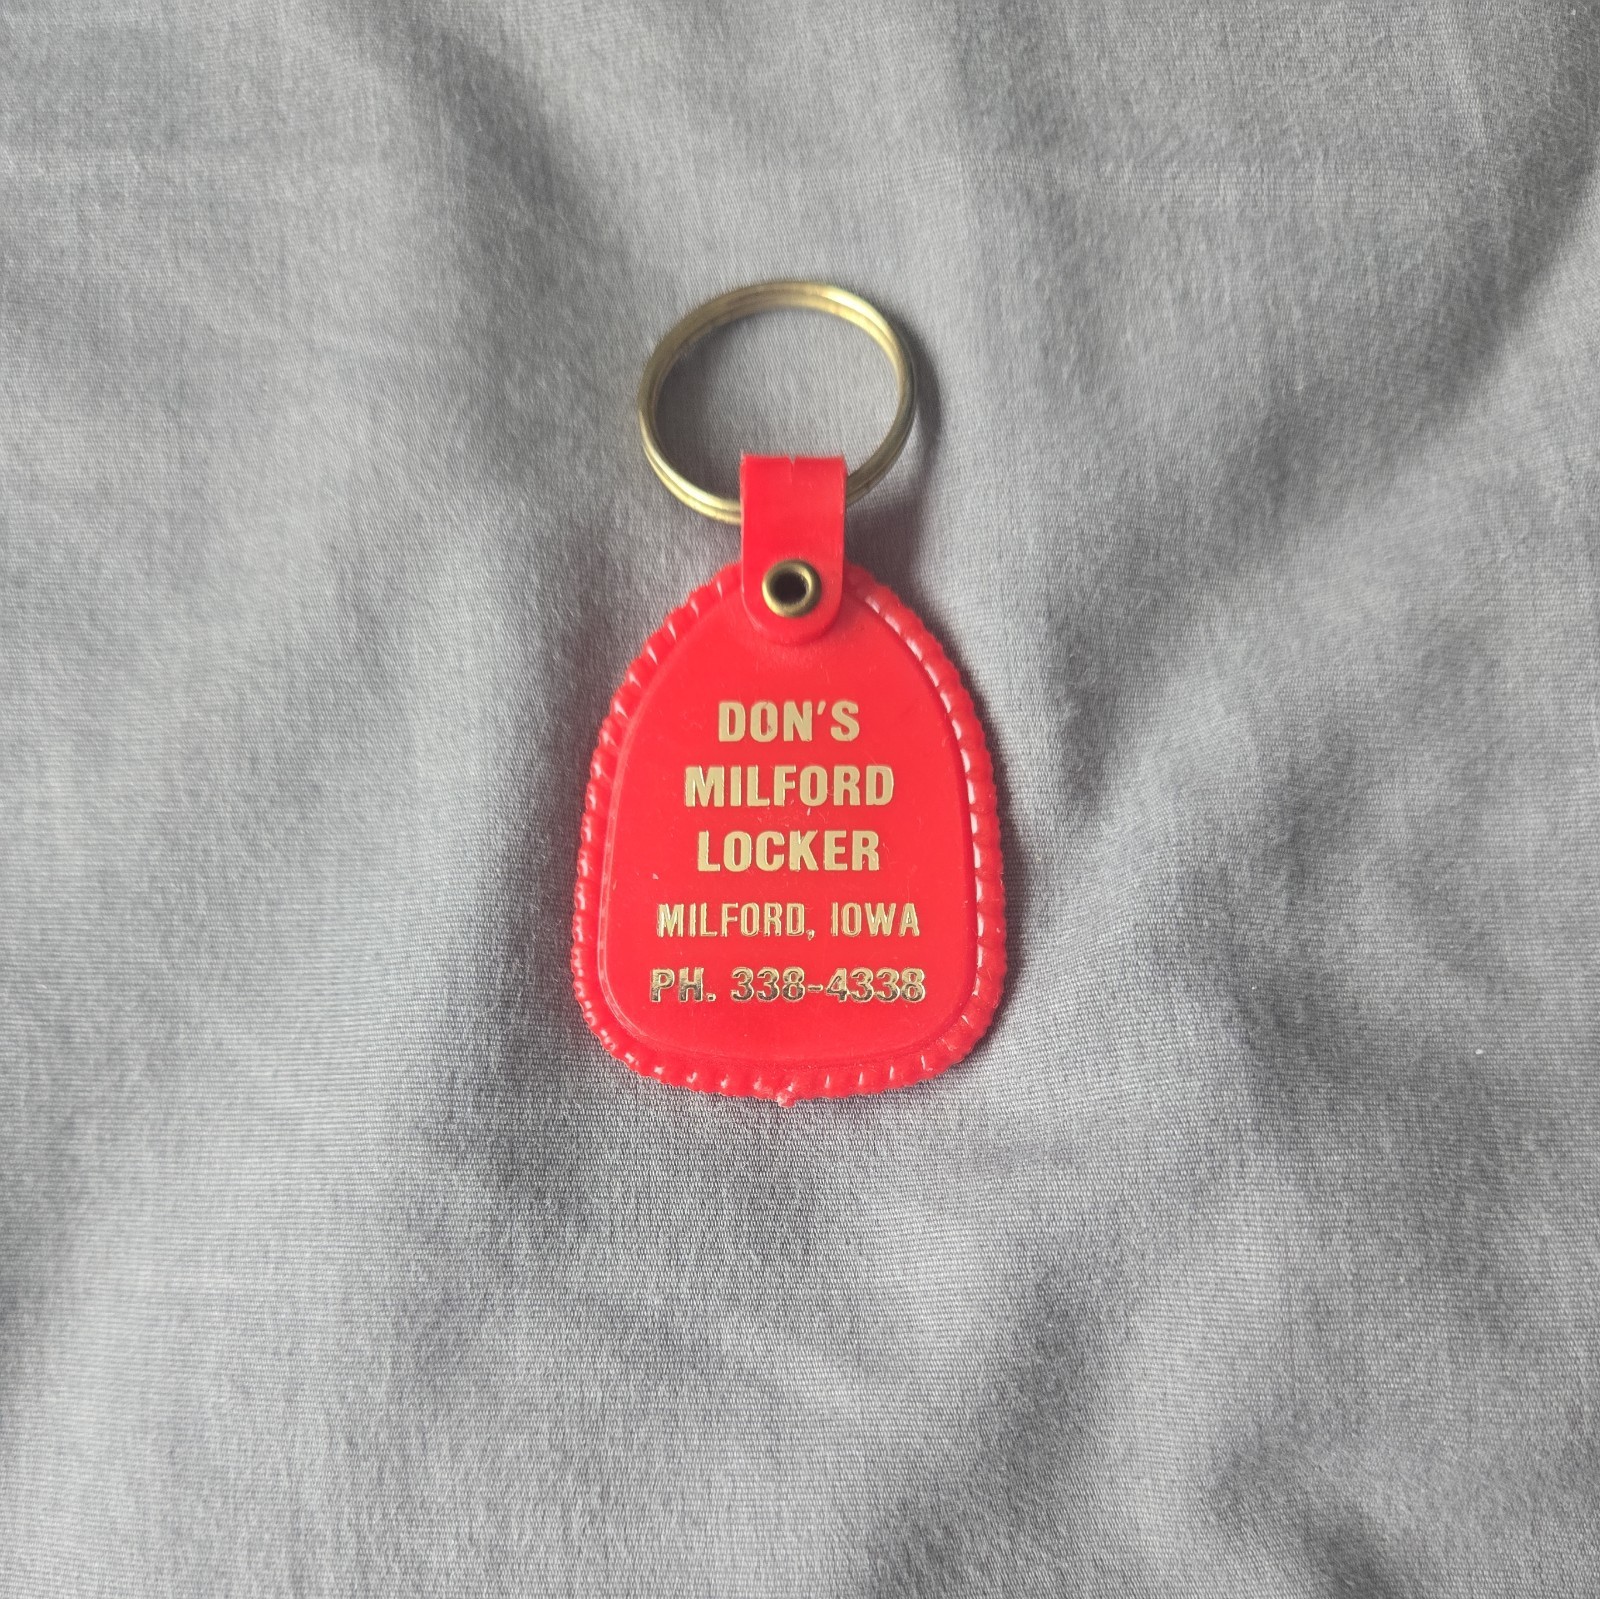 DON'S
MILFORD
LOCKER
MILFORD, IOWA
PH. 338-4338